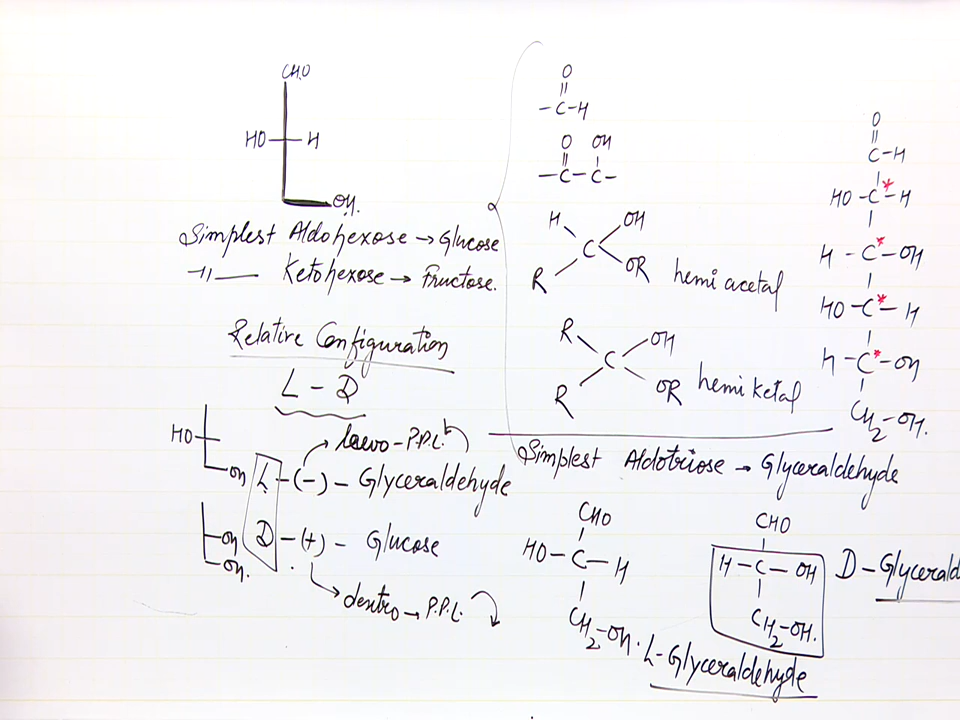 CHO
HO H
OH.
Simplest Aldohexose → Glucose
-11- Ketohexose → Fructose.
Relative Configuration
L - D
HO
OH
laevo - P.P.L.
L - (-) - Glyceraldehyde
OH
OH.
D - (+) - Glucose
dextro → P.P.L.
O
||
-C-H
O OH
|| |
-C-C-
H OH
C
R OR hemi acetal
R OH
C
R OR hemi ketal
O
||
C-H
|
HO-C*-H
|
H-C*-OH
|
HO-C*-H
|
H-C*-OH
|
CH2-OH.
Simplest Aldotriose → Glyceraldehyde
CHO
|
HO-C-H
|
CH2-OH.
L-Glyceraldehyde
CHO
|
H-C-OH
|
CH2-OH.
D-Glycerald